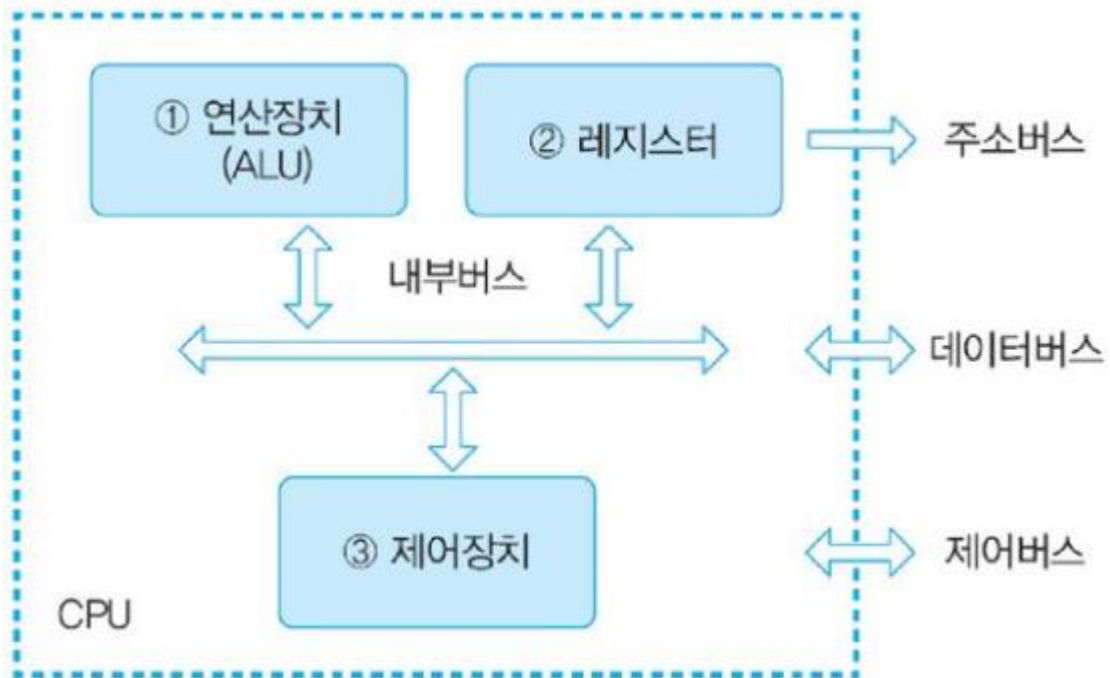 ① 연산장치
(ALU)
② 레지스터
주소버스
내부버스
데이터버스
③ 제어장치
제어버스
CPU